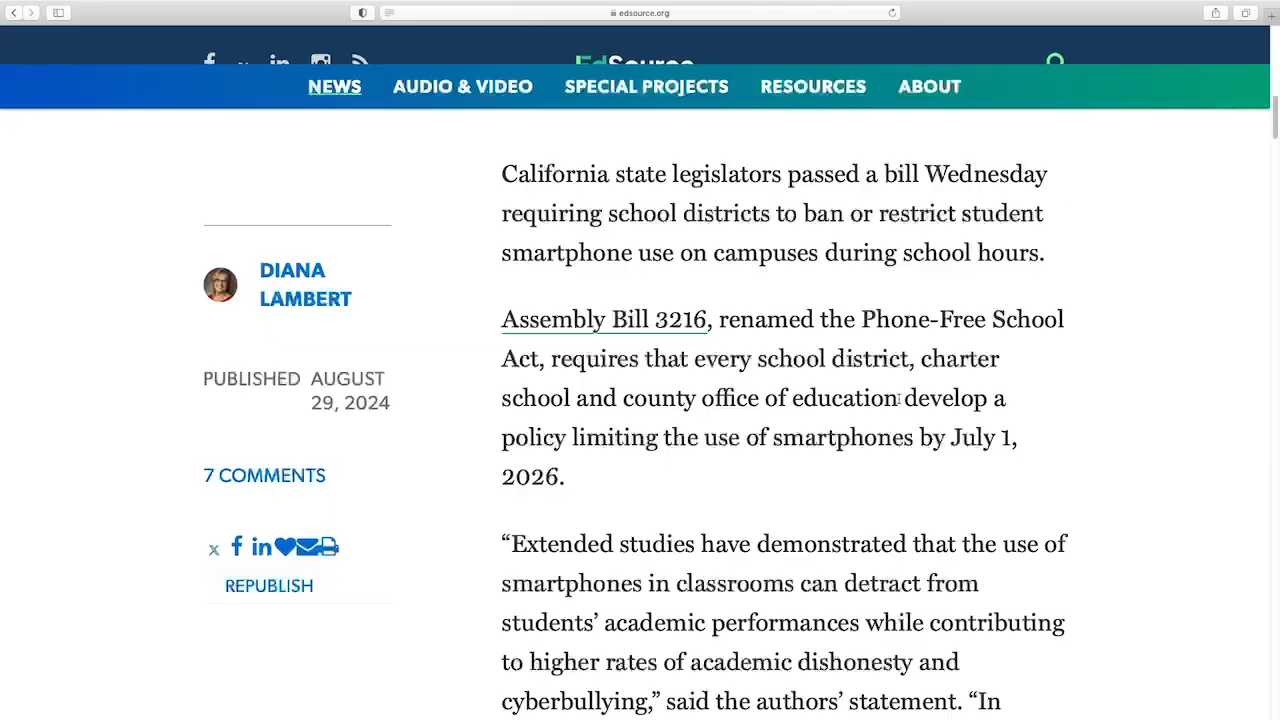 edsource.org
EdSource
NEWS AUDIO & VIDEO SPECIAL PROJECTS RESOURCES ABOUT
DIANA
LAMBERT
PUBLISHED AUGUST
29, 2024
7 COMMENTS
REPUBLISH
California state legislators passed a bill Wednesday
requiring school districts to ban or restrict student
smartphone use on campuses during school hours.
Assembly Bill 3216, renamed the Phone-Free School
Act, requires that every school district, charter
school and county office of education develop a
policy limiting the use of smartphones by July 1,
2026.
“Extended studies have demonstrated that the use of
smartphones in classrooms can detract from
students’ academic performances while contributing
to higher rates of academic dishonesty and
cyberbullying,” said the authors’ statement. “In